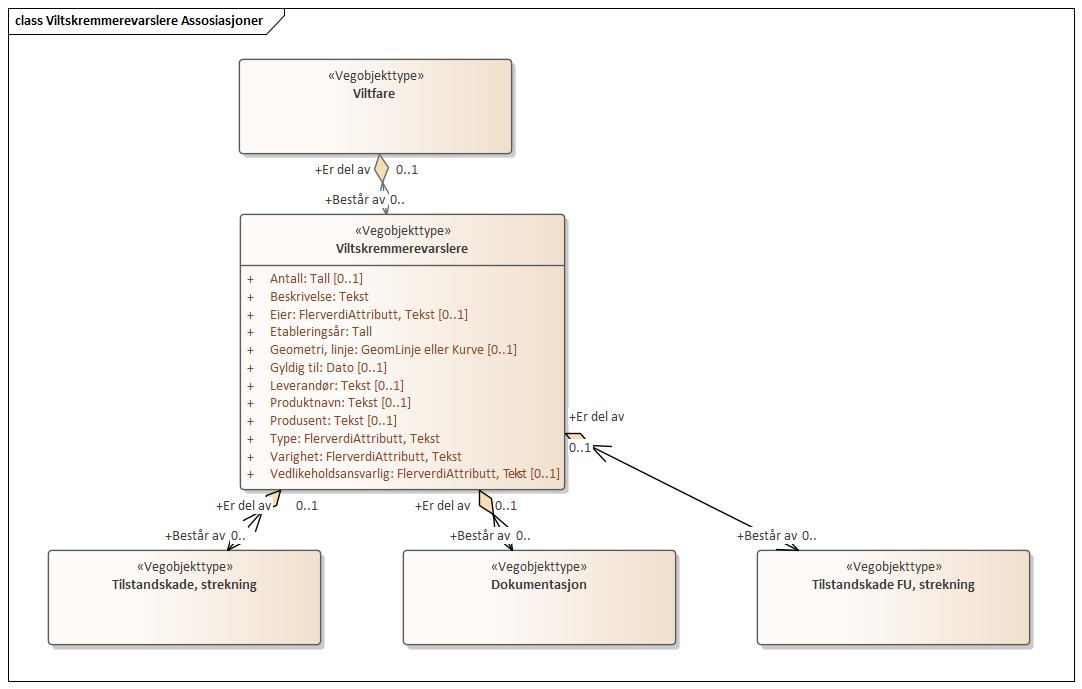 class Viltskremmerevarslere Assosiasjoner
«Vegobjekttype»
Viltfare
+Er del av 0..1
+Består av 0..
«Vegobjekttype»
Viltskremmerevarslere
+ Antall: Tall [0..1]
+ Beskrivelse: Tekst
+ Eier: FlerverdiAttributt, Tekst [0..1]
+ Etableringsår: Tall
+ Geometri, linje: GeomLinje eller Kurve [0..1]
+ Gyldig til: Dato [0..1]
+ Leverandør: Tekst [0..1]
+ Produktnavn: Tekst [0..1]
+ Produsent: Tekst [0..1]
+ Type: FlerverdiAttributt, Tekst
+ Varighet: FlerverdiAttributt, Tekst
+ Vedlikeholdsansvarlig: FlerverdiAttributt, Tekst [0..1]
+Er del av
0..1
+Er del av 0..1
+Er del av 0..1
+Består av 0..
+Består av 0..
+Består av 0..
«Vegobjekttype»
Tilstandskade, strekning
«Vegobjekttype»
Dokumentasjon
«Vegobjekttype»
Tilstandskade FU, strekning